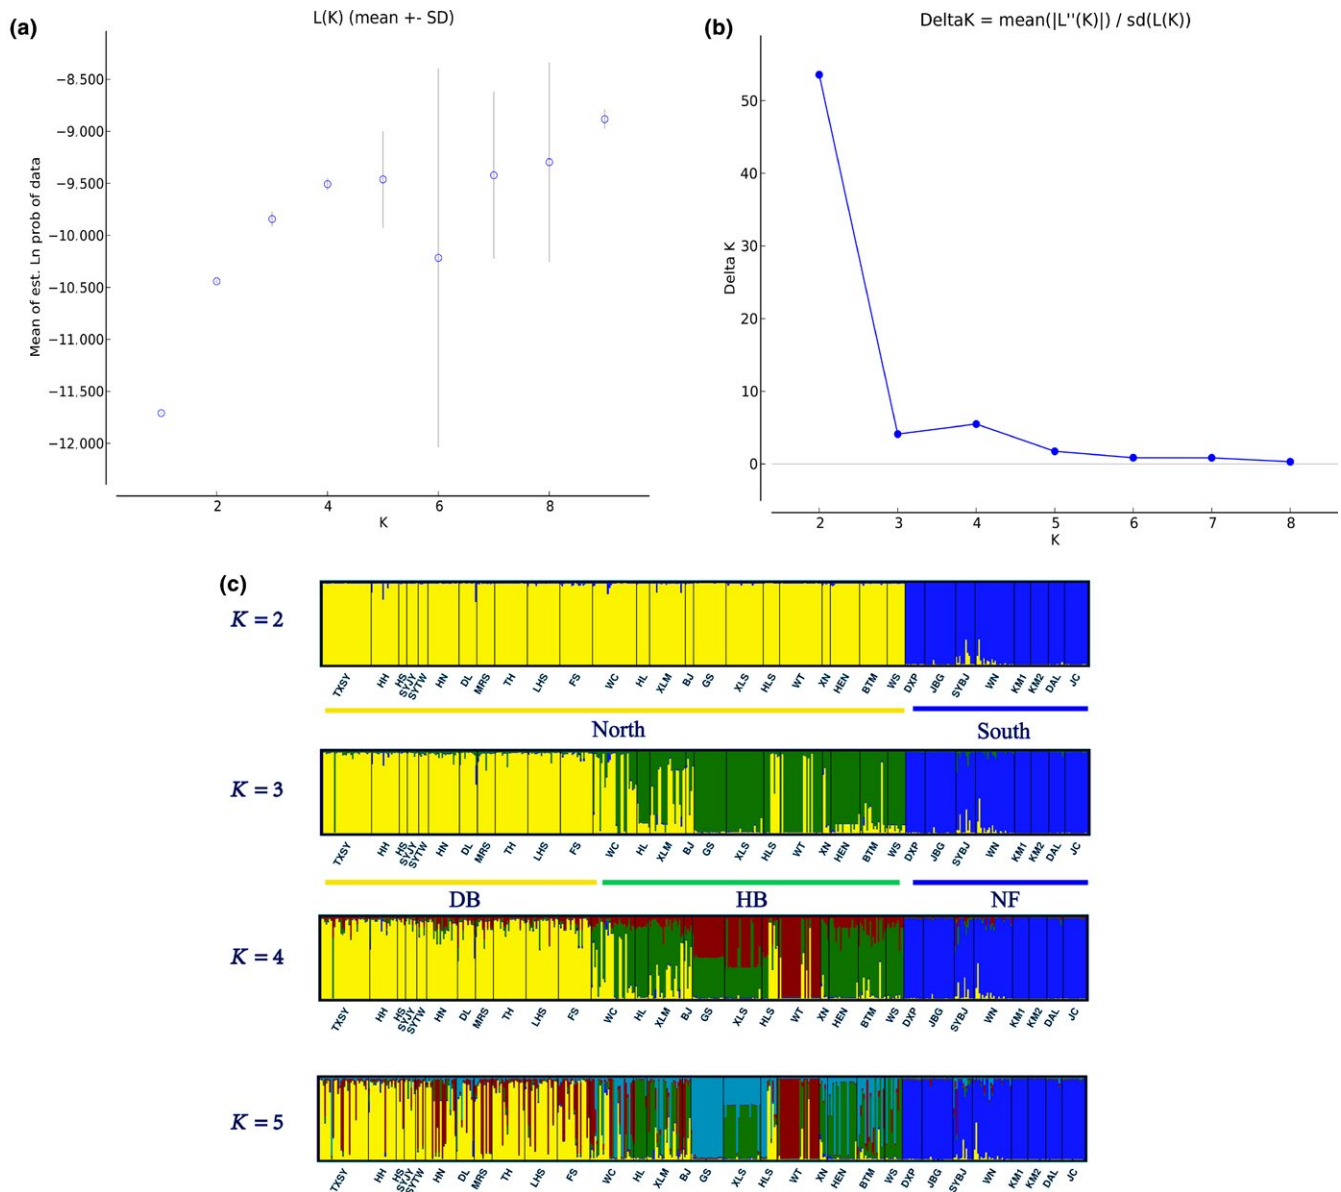 (a)
L(K) (mean +- SD)
Mean of est. Ln prob of data
−8.500
−9.000
−9.500
−10.000
−10.500
−11.000
−11.500
−12.000
2 4 6 8
K
(b)
DeltaK = mean(|L''(K)|) / sd(L(K))
Delta K
50
40
30
20
10
0
2 3 4 5 6 7 8
K
(c)
K = 2
TXSY HH HS SYJY SYTW HN DL MRS TH LHS FS WC HL XLM BJ GS XLS HLS WT XN HEN BTM WS DXP JBG SYBJ WN KM1 KM2 DAL JC
North South
K = 3
TXSY HH HS SYJY SYTW HN DL MRS TH LHS FS WC HL XLM BJ GS XLS HLS WT XN HEN BTM WS DXP JBG SYBJ WN KM1 KM2 DAL JC
DB HB NF
K = 4
TXSY HH HS SYJY SYTW HN DL MRS TH LHS FS WC HL XLM BJ GS XLS HLS WT XN HEN BTM WS DXP JBG SYBJ WN KM1 KM2 DAL JC
K = 5
TXSY HH HS SYJY SYTW HN DL MRS TH LHS FS WC HL XLM BJ GS XLS HLS WT XN HEN BTM WS DXP JBG SYBJ WN KM1 KM2 DAL JC